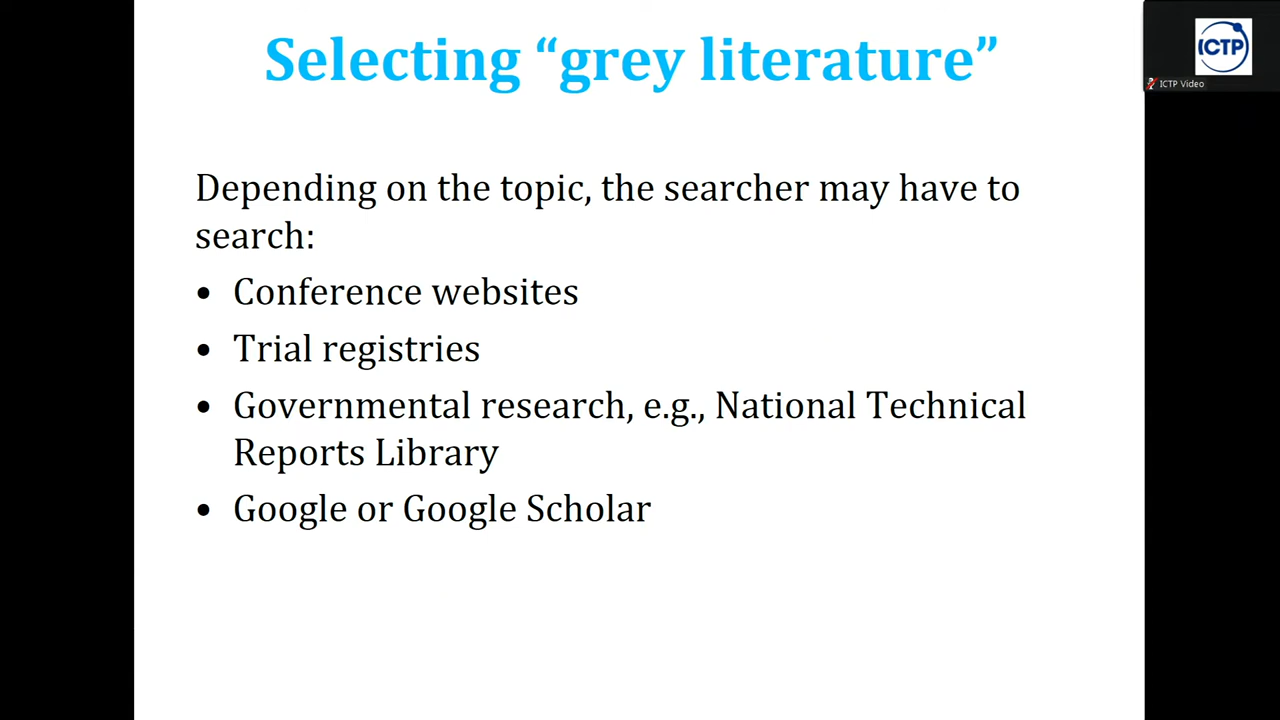 Selecting “grey literature”
ICTP
ICTP Video
Depending on the topic, the searcher may have to
search:
• Conference websites
• Trial registries
• Governmental research, e.g., National Technical
Reports Library
• Google or Google Scholar